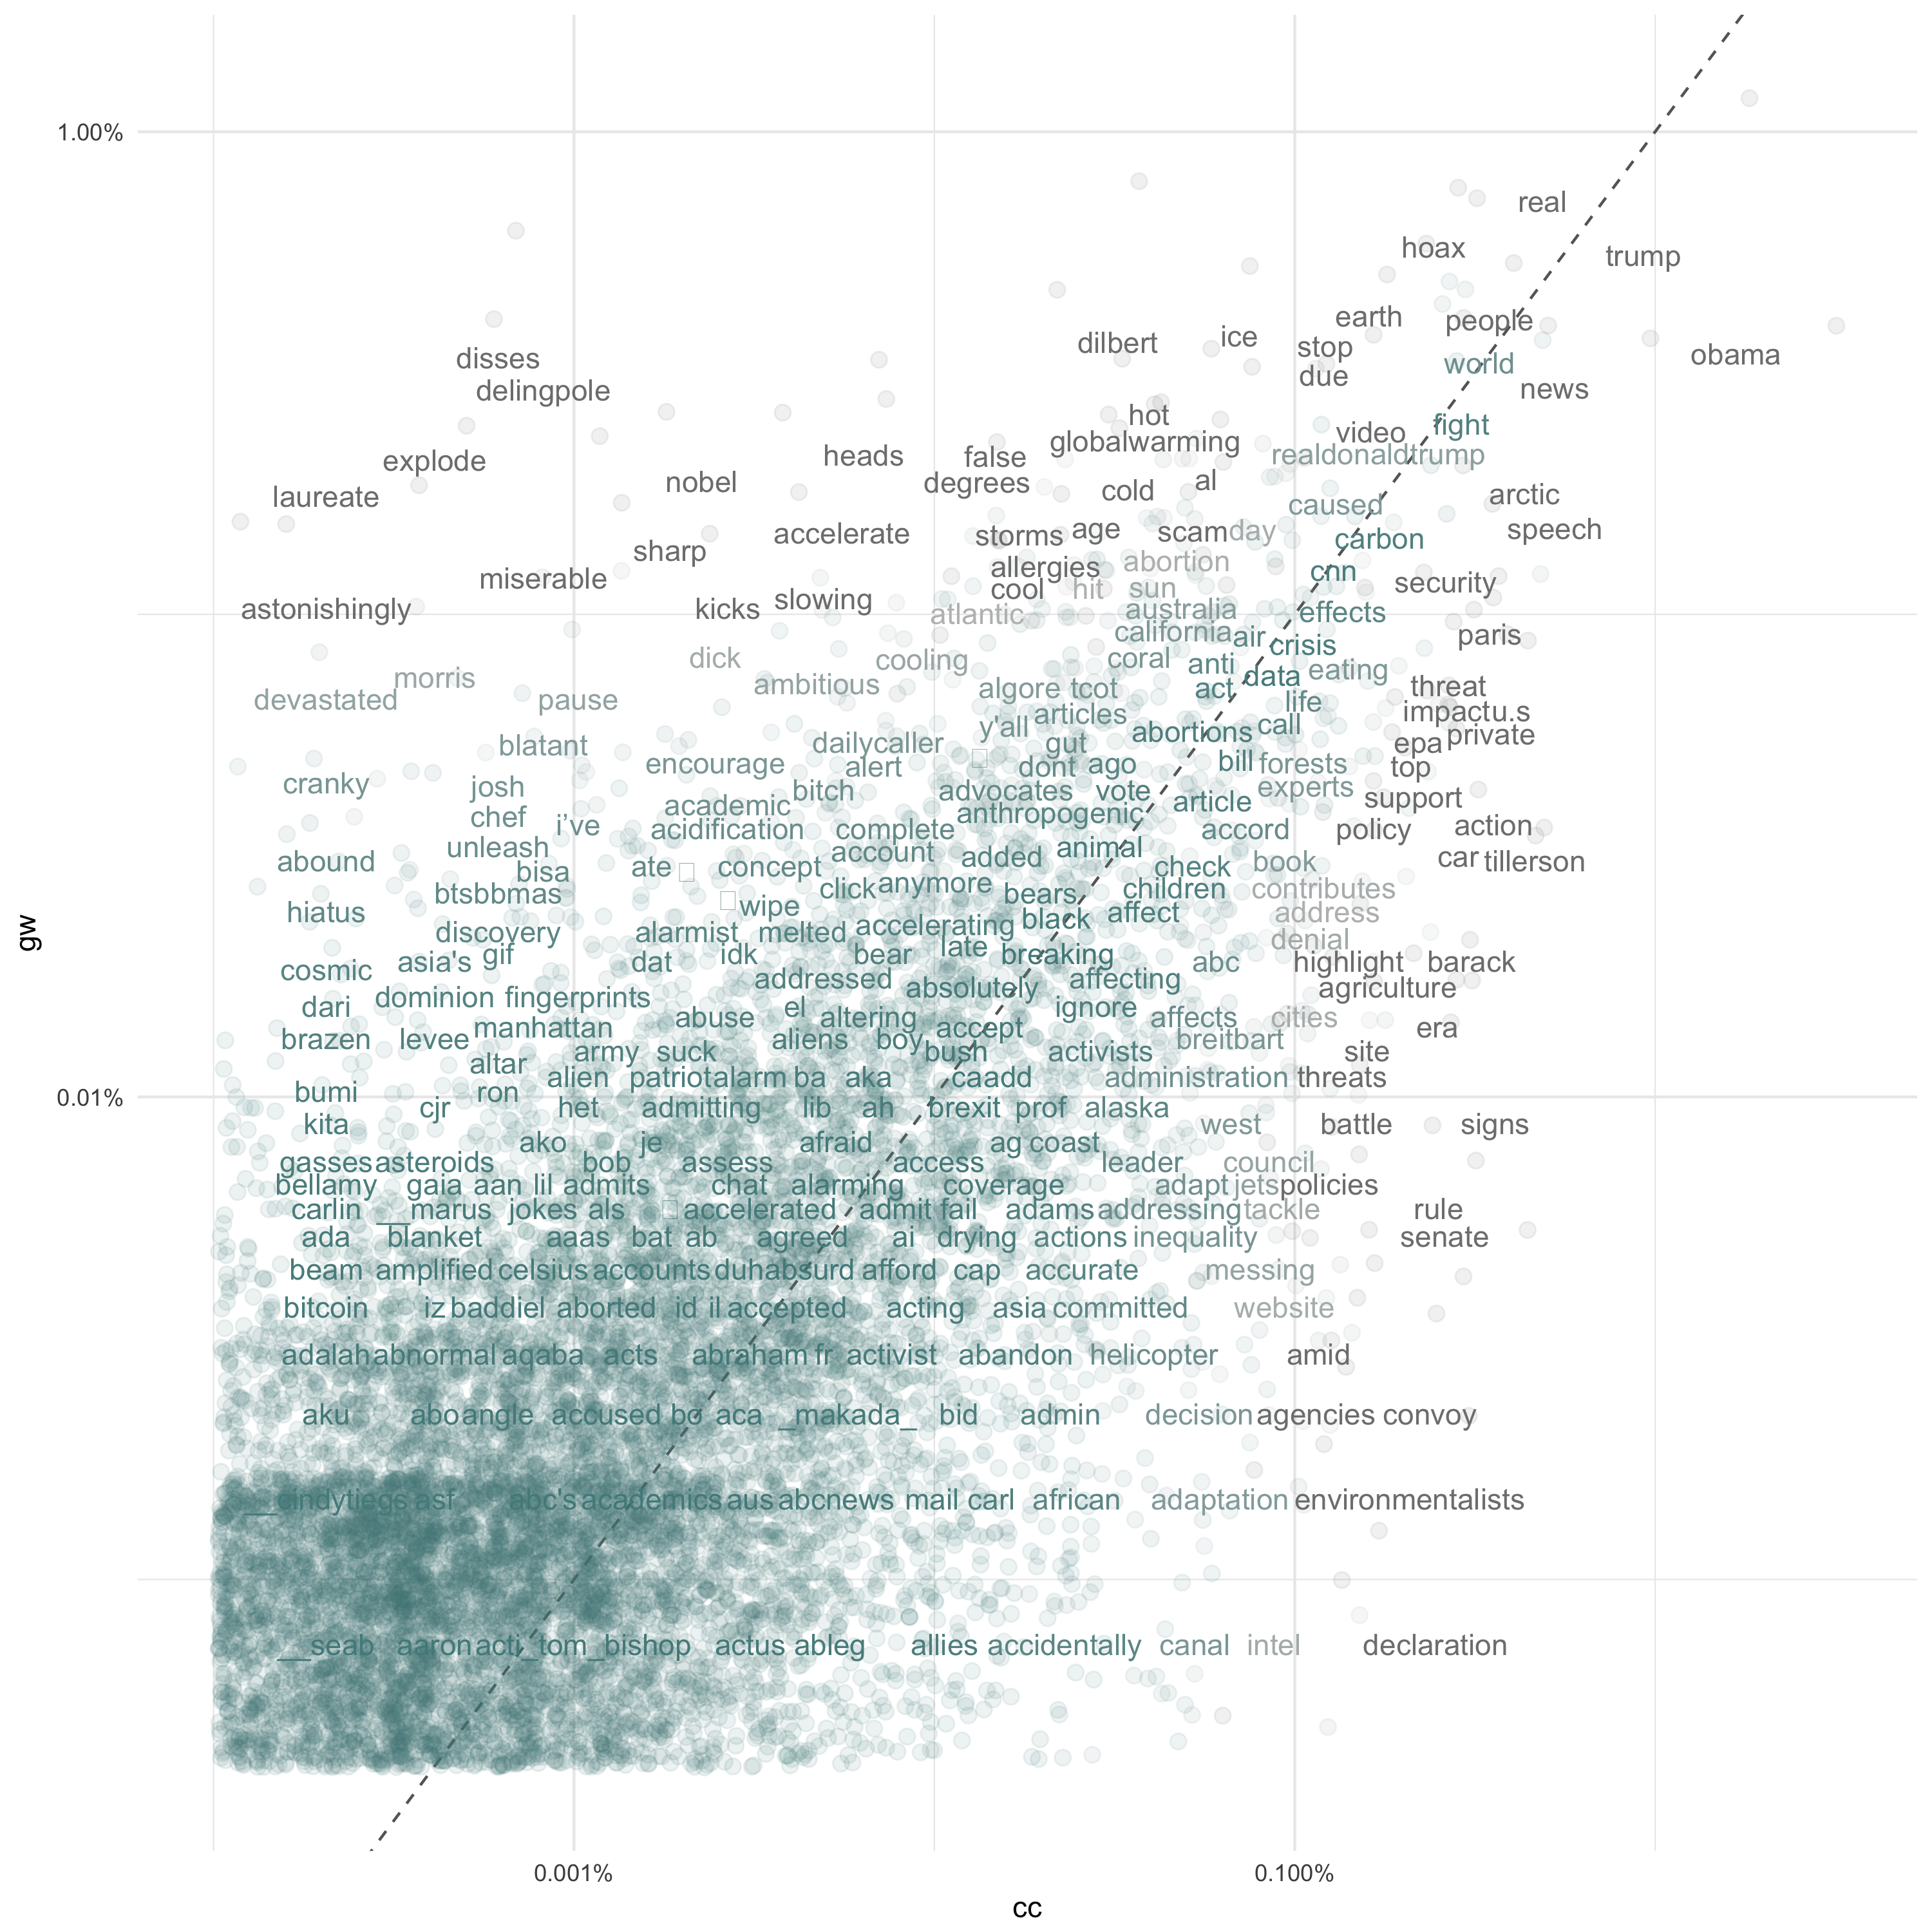 1.00%
real
hoax
trump
earth
people
ice
dilbert
stop
obama
disses
world
due
delingpole
news
hot
fight
video
globalwarming
realdonaldtrump
heads
false
explode
al
nobel
degrees
cold
arctic
laureate
caused
age
speech
scam
day
accelerate
storms
carbon
sharp
abortion
allergies
cnn
miserable
security
cool
hit
sun
slowing
astonishingly
kicks
australia
effects
atlantic
california
air
paris
crisis
dick
cooling
coral
anti
eating
morris
data
ambitious
algore
tcot
act
threat
devastated
pause
life
articles
impactu.s
y'all
call
abortions
private
blatant
dailycaller
gut
epa
encourage
alert
dont
ago
bill
forests
top
cranky
josh
bitch
advocates
vote
experts
academic
article
support
chef
anthropogenic
i’ve
acidification
complete
accord
policy
action
unleash
account
animal
abound
added
car
tillerson
bisa
ate
concept
check
book
btsbbmas
click
anymore
bears
children
contributes
hiatus
wipe
accelerating
black
affect
address
gw
discovery
alarmist
melted
denial
asia's
gif
dat
idk
bear
late
breaking
abc
highlight
barack
cosmic
addressed
affecting
absolutely
agriculture
dari
dominion
fingerprints
el
ignore
abuse
altering
affects
cities
brazen
levee
manhattan
accept
era
aliens
boy
breitbart
army
suck
bush
activists
site
altar
alien
patriot
alarm
ba
aka
caadd
administration
threats
0.01%
bumi
ron
cjr
het
admitting
lib
ah
brexit
prof
alaska
kita
west
battle
signs
ako
je
afraid
ag
coast
gasses
asteroids
bob
assess
access
leader
council
bellamy
gaia
aan
lil
admits
chat
alarming
coverage
adapt
jets
policies
carlin
__marus
jokes
als
accelerated
admit
fail
adams
addressing
tackle
rule
ada
blanket
aaas
bat
ab
agreed
ai
drying
actions
inequality
senate
beam
amplified
celsius
accounts
duh
absurd
afford
cap
accurate
messing
bitcoin
iz
baddiel
aborted
id
il
accepted
acting
asia
committed
website
adalah
abnormal
aqaba
acts
abraham
fr
activist
abandon
helicopter
amid
aku
abo
angle
accused
bo
aca
_makada_
bid
admin
decision
agencies
convoy
__cindytiegs
asf
abc's
academics
aus
abcnews
mail
carl
african
adaptation
environmentalists
__seab
aaron
acti
_tom_bishop
actus
ableg
allies
accidentally
canal
intel
declaration
0.001%
0.100%
cc